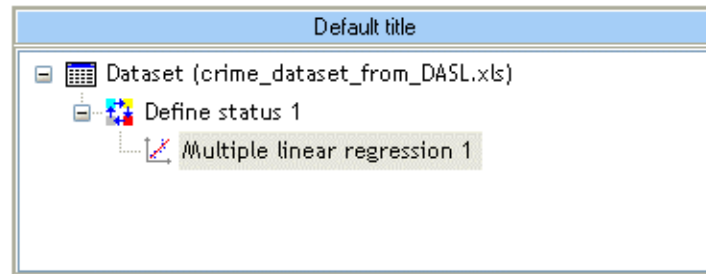 Default title
Dataset (crime_dataset_from_DASL.xls)
Define status 1
Multiple linear regression 1